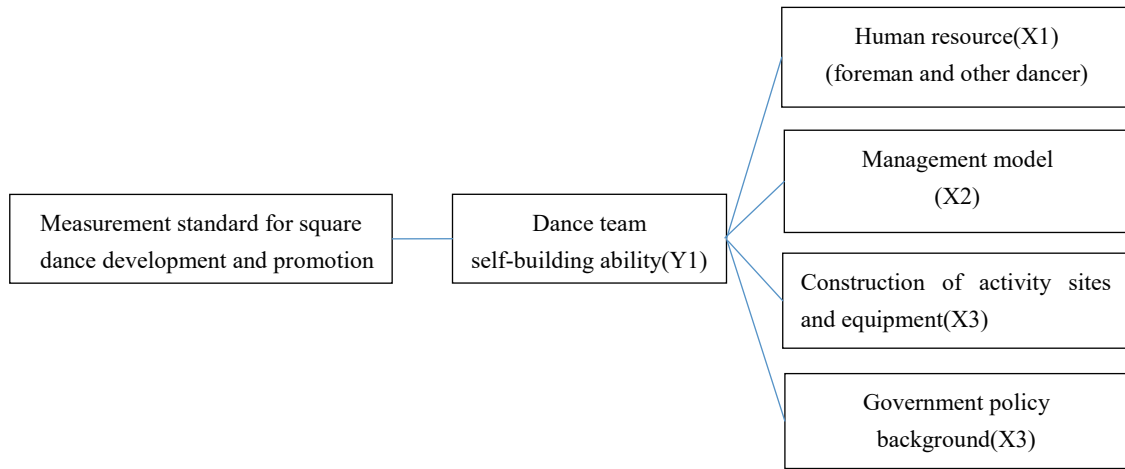 Human resource(X1)
(foreman and other dancer)
Management model
(X2)
Measurement standard for square
dance development and promotion
Dance team
self-building ability(Y1)
Construction of activity sites
and equipment(X3)
Government policy
background(X3)